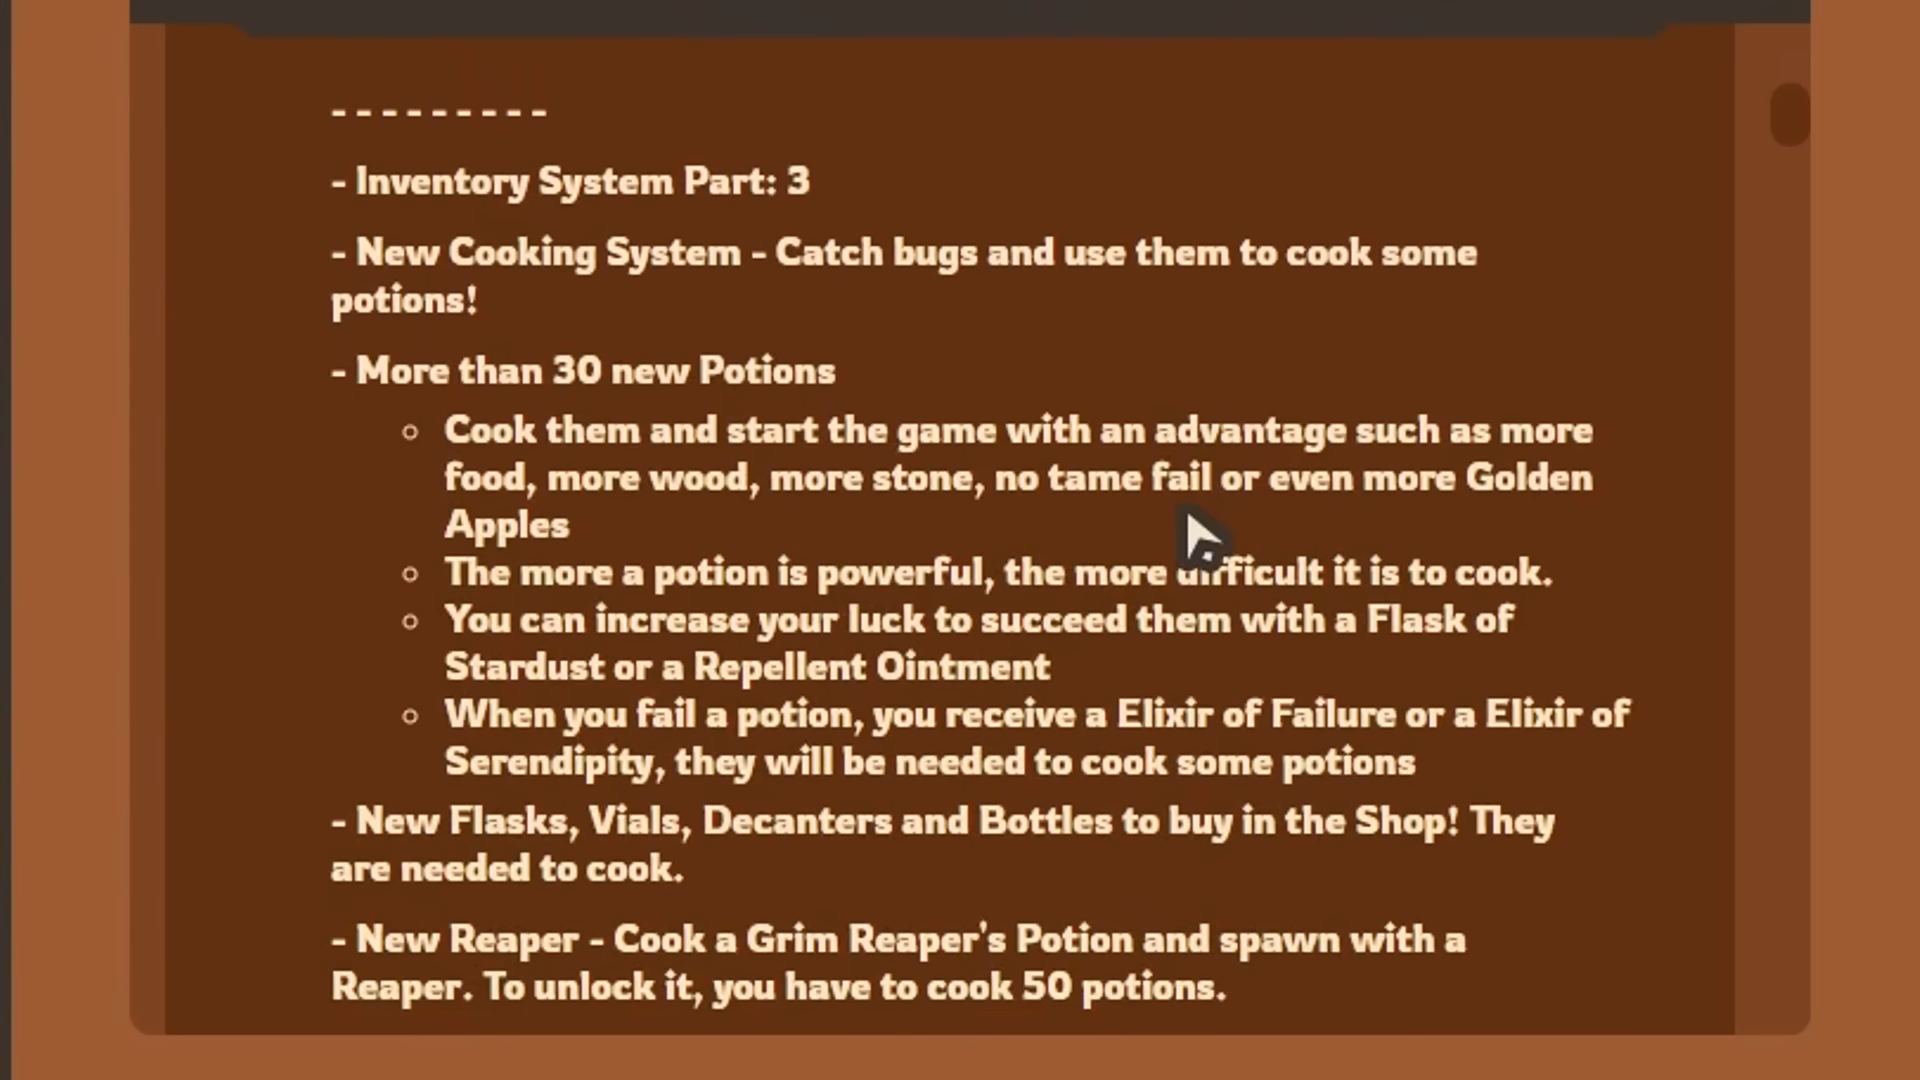 - - - - - - - - -
- Inventory System Part: 3
- New Cooking System - Catch bugs and use them to cook some
potions!
- More than 30 new Potions
Cook them and start the game with an advantage such as more
food, more wood, more stone, no tame fail or even more Golden
Apples
The more a potion is powerful, the more difficult it is to cook.
You can increase your luck to succeed them with a Flask of
Stardust or a Repellent Ointment
When you fail a potion, you receive a Elixir of Failure or a Elixir of
Serendipity, they will be needed to cook some potions
- New Flasks, Vials, Decanters and Bottles to buy in the Shop! They
are needed to cook.
- New Reaper - Cook a Grim Reaper's Potion and spawn with a
Reaper. To unlock it, you have to cook 50 potions.